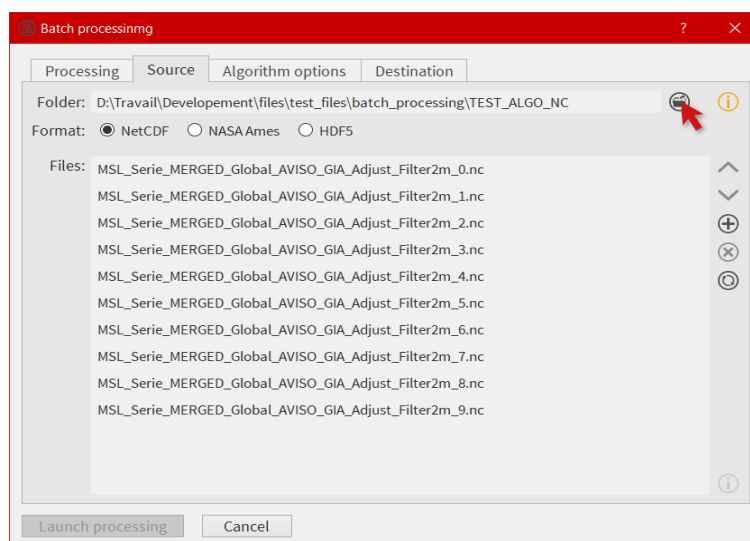 Batch processinmg ?
Processing Source Algorithm options Destination
Folder: D:\Travail\Developement\files\test_files\batch_processing\TEST_ALGO_NC
Format: NetCDF NASA Ames HDF5
Files: MSL_Serie_MERGED_Global_AVISO_GIA_Adjust_Filter2m_0.nc
MSL_Serie_MERGED_Global_AVISO_GIA_Adjust_Filter2m_1.nc
MSL_Serie_MERGED_Global_AVISO_GIA_Adjust_Filter2m_2.nc
MSL_Serie_MERGED_Global_AVISO_GIA_Adjust_Filter2m_3.nc
MSL_Serie_MERGED_Global_AVISO_GIA_Adjust_Filter2m_4.nc
MSL_Serie_MERGED_Global_AVISO_GIA_Adjust_Filter2m_5.nc
MSL_Serie_MERGED_Global_AVISO_GIA_Adjust_Filter2m_6.nc
MSL_Serie_MERGED_Global_AVISO_GIA_Adjust_Filter2m_7.nc
MSL_Serie_MERGED_Global_AVISO_GIA_Adjust_Filter2m_8.nc
MSL_Serie_MERGED_Global_AVISO_GIA_Adjust_Filter2m_9.nc
Launch processing Cancel